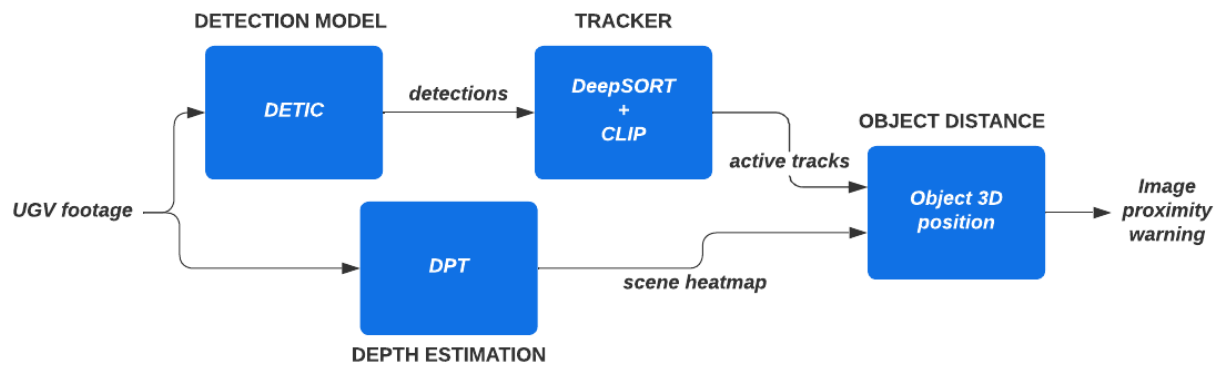 DETECTION MODEL
TRACKER
DETIC
detections
DeepSORT
+
CLIP
OBJECT DISTANCE
active tracks
UGV footage
Object 3D
position
Image
proximity
warning
DPT
scene heatmap
DEPTH ESTIMATION